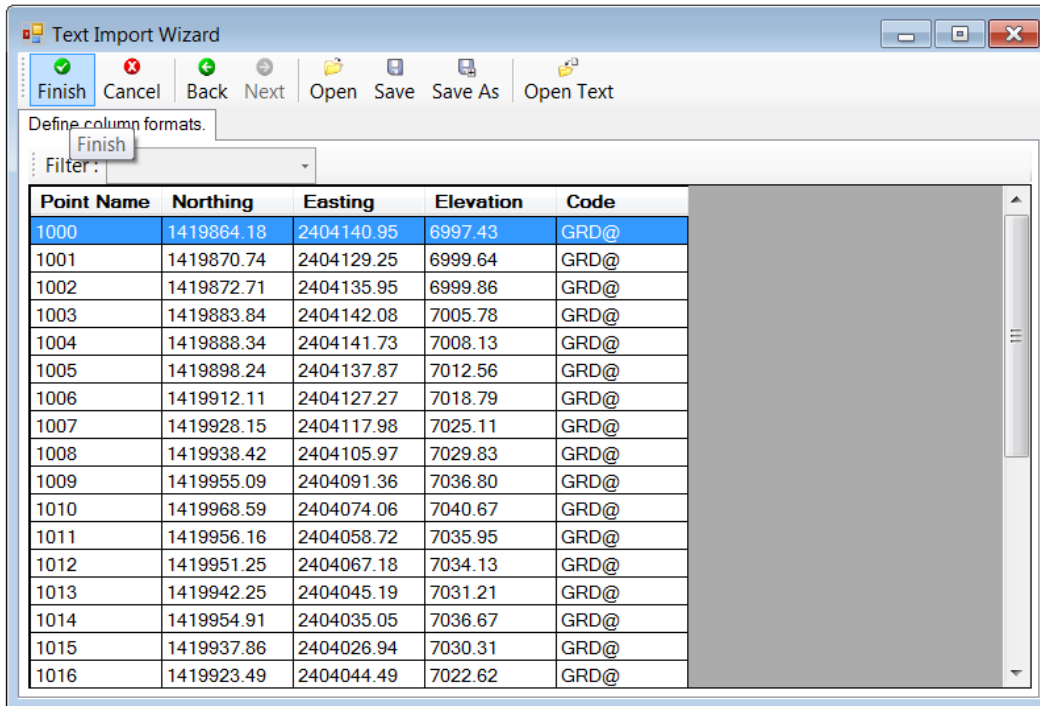 Text Import Wizard
Finish Cancel Back Next Open Save Save As Open Text
Define column formats.
Finish
Filter :
Point Name Northing Easting Elevation Code
1000 1419864.18 2404140.95 6997.43 GRD@
1001 1419870.74 2404129.25 6999.64 GRD@
1002 1419872.71 2404135.95 6999.86 GRD@
1003 1419883.84 2404142.08 7005.78 GRD@
1004 1419888.34 2404141.73 7008.13 GRD@
1005 1419898.24 2404137.87 7012.56 GRD@
1006 1419912.11 2404127.27 7018.79 GRD@
1007 1419928.15 2404117.98 7025.11 GRD@
1008 1419938.42 2404105.97 7029.83 GRD@
1009 1419955.09 2404091.36 7036.80 GRD@
1010 1419968.59 2404074.06 7040.67 GRD@
1011 1419956.16 2404058.72 7035.95 GRD@
1012 1419951.25 2404067.18 7034.13 GRD@
1013 1419942.25 2404045.19 7031.21 GRD@
1014 1419954.91 2404035.05 7036.67 GRD@
1015 1419937.86 2404026.94 7030.31 GRD@
1016 1419923.49 2404044.49 7022.62 GRD@